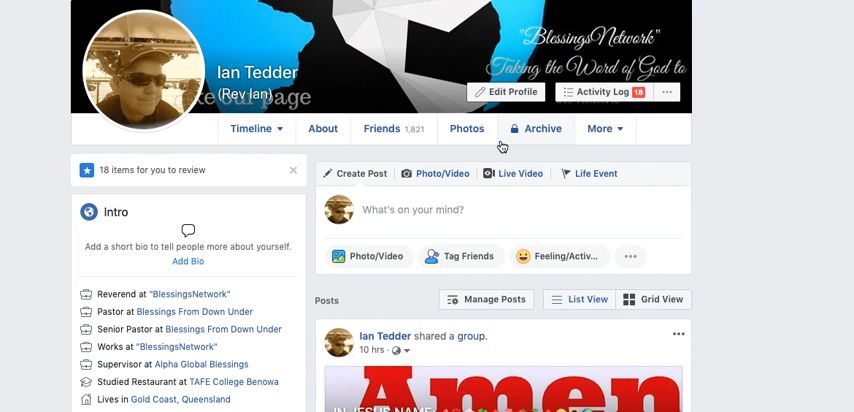 "BlessingsNetwork"
Taking the Word of God to
Ian Tedder
(Rev Ian)
ke our page
Edit Profile
Activity Log 18
Timeline
About
Friends 1,821
Photos
Archive
More
18 items for you to review
Intro
Add a short bio to tell people more about yourself.
Add Bio
Reverend at "BlessingsNetwork"
Pastor at Blessings From Down Under
Senior Pastor at Blessings From Down Under
Works at "BlessingsNetwork"
Supervisor at Alpha Global Blessings
Studied Restaurant at TAFE College Benowa
Lives in Gold Coast, Queensland
Create Post
Photo/Video
Live Video
Life Event
What's on your mind?
Photo/Video
Tag Friends
Feeling/Activ...
Posts
Manage Posts
List View
Grid View
Ian Tedder shared a group.
10 hrs ·
Amen
IN JESUS NAME